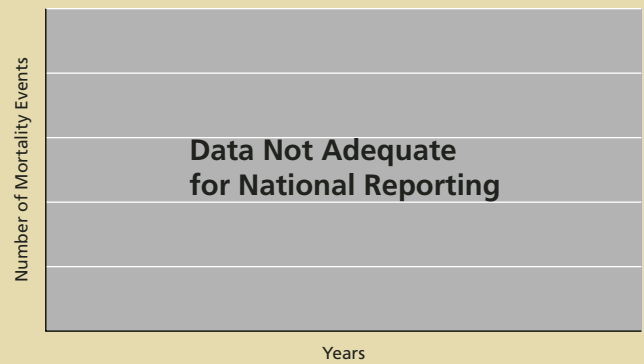 Number of Mortality Events
Data Not Adequate
for National Reporting
Years